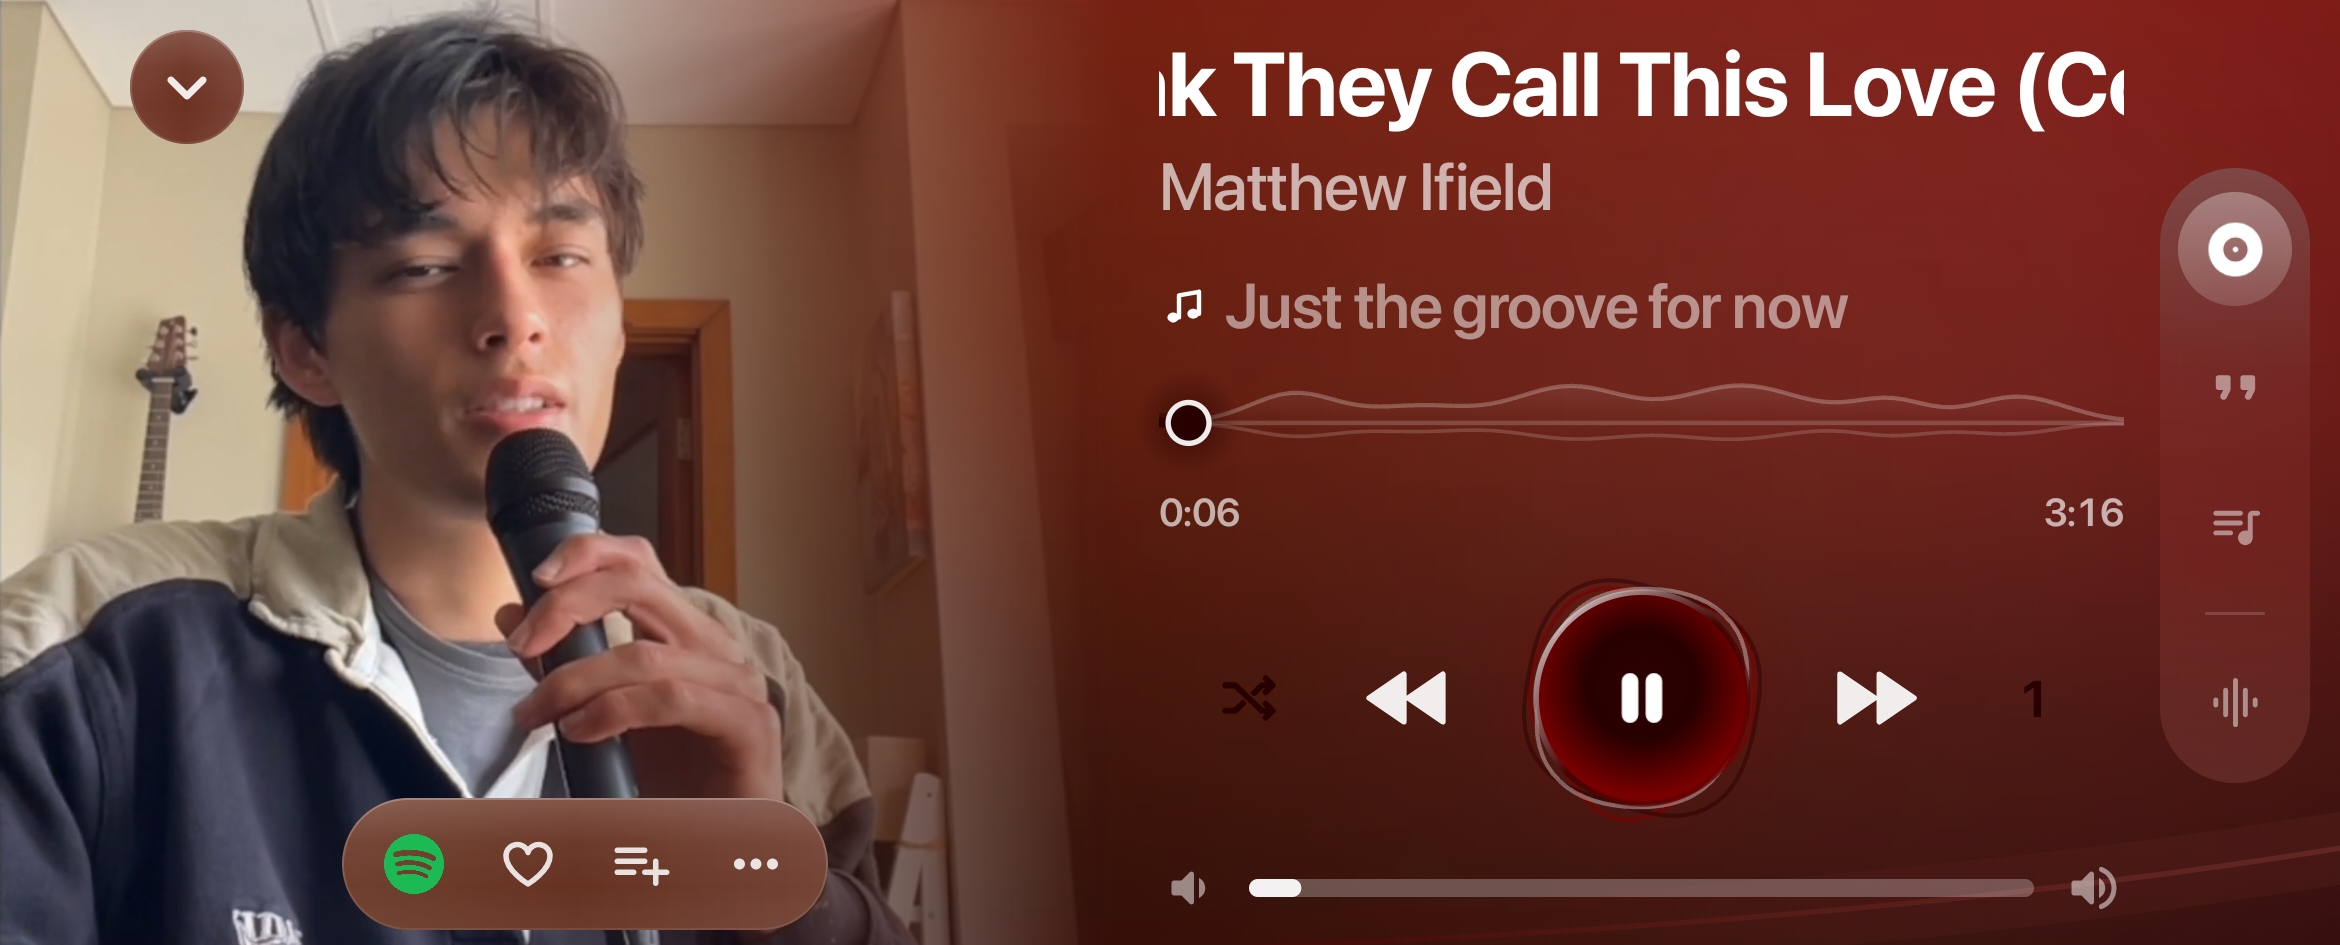 k They Call This Love (C
Matthew Ifield
Just the groove for now
0:06
3:16
1